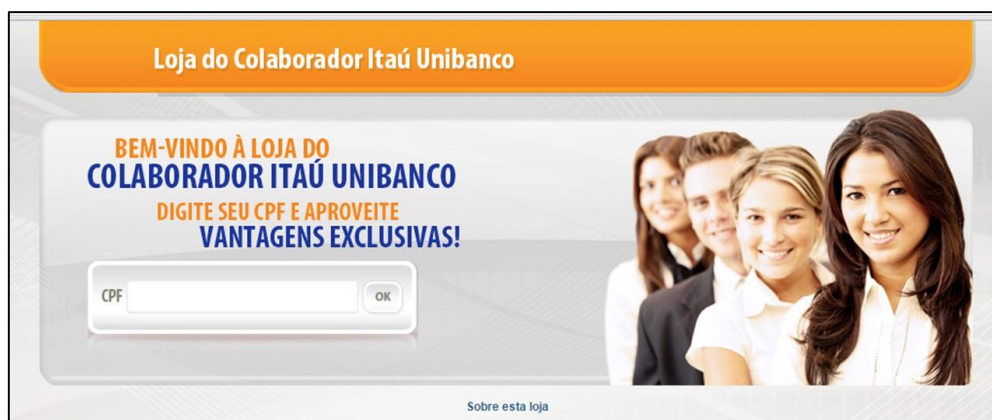 Loja do Colaborador Itaú Unibanco
BEM-VINDO À LOJA DO
COLABORADOR ITAÚ UNIBANCO
DIGITE SEU CPF E APROVEITE
VANTAGENS EXCLUSIVAS!
CPF OK
Sobre esta loja